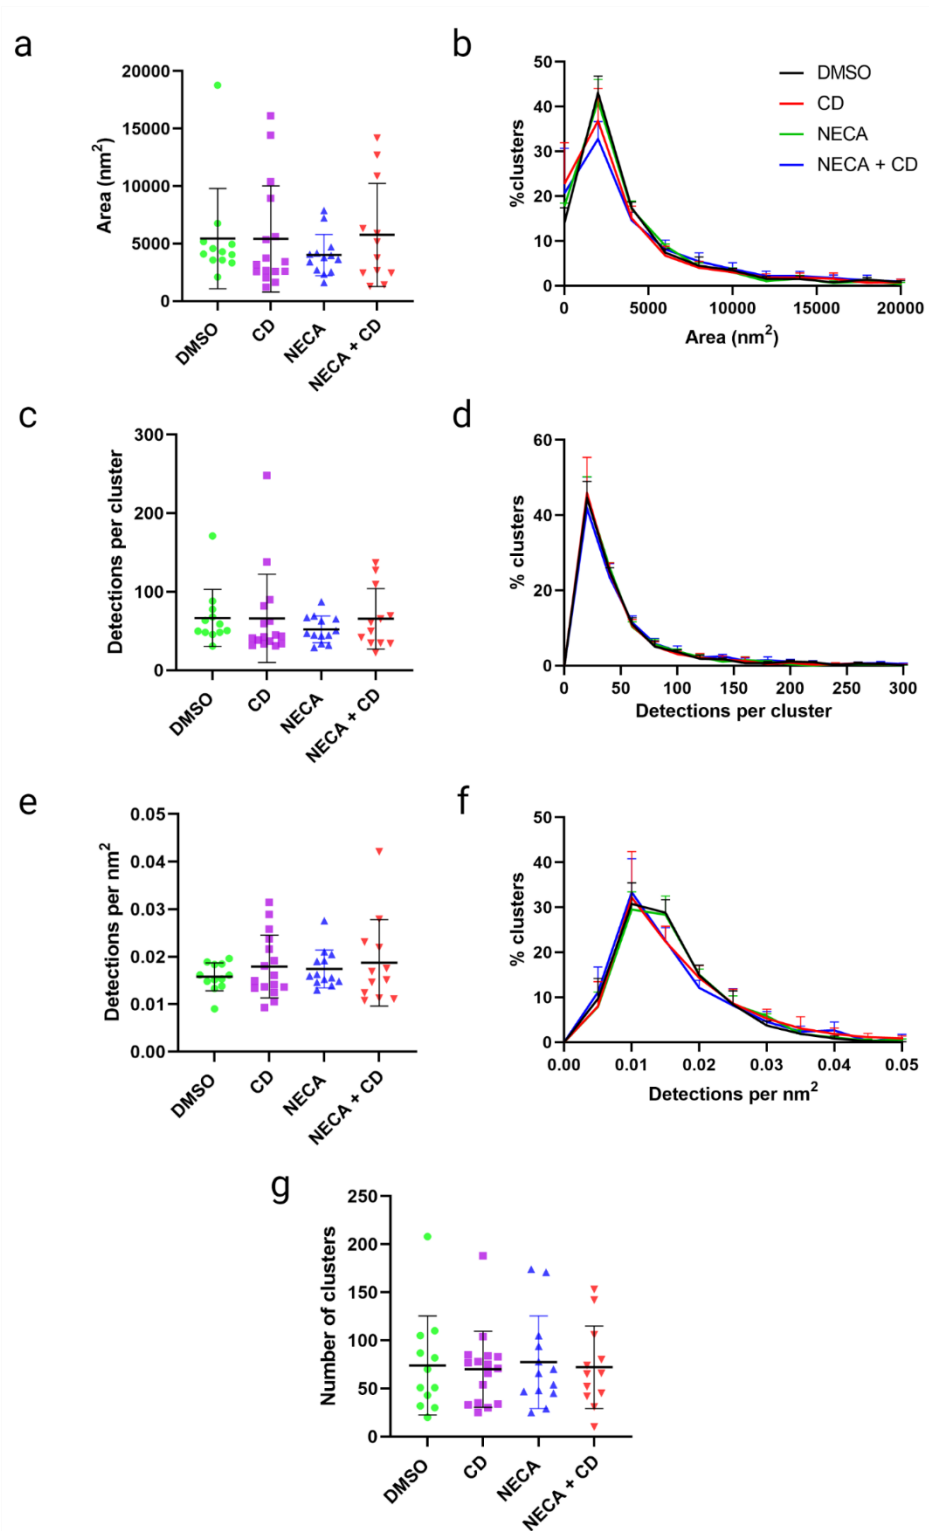 a
Area (nm²)
20000
15000
10000
5000
0
DMSO
CD
NECA
NECA + CD
b
%clusters
50
40
30
20
10
0
0 5000 10000 15000 20000
Area (nm²)
DMSO
CD
NECA
NECA + CD
c
Detections per cluster
300
200
100
0
DMSO
CD
NECA
NECA + CD
d
% clusters
60
40
20
0
0 50 100 150 200 250 300
Detections per cluster
e
Detections per nm²
0.05
0.04
0.03
0.02
0.01
0.00
DMSO
CD
NECA
NECA + CD
f
% clusters
50
40
30
20
10
0
0.00 0.01 0.02 0.03 0.04 0.05
Detections per nm²
g
Number of clusters
250
200
150
100
50
0
DMSO
CD
NECA
NECA + CD